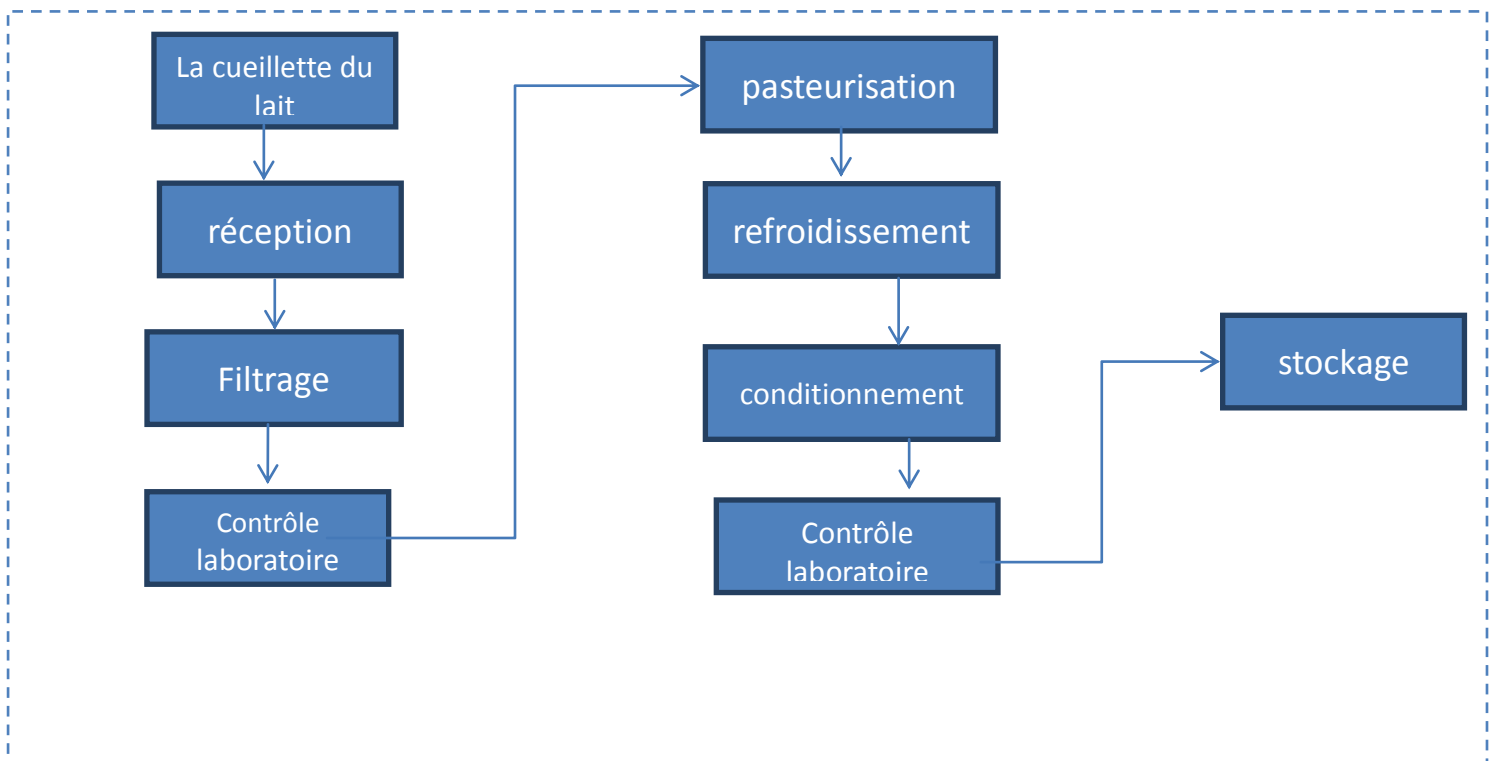 La cueillette du
lait
réception
Filtrage
Contrôle
laboratoire
pasteurisation
refroidissement
conditionnement
Contrôle
laboratoire
stockage